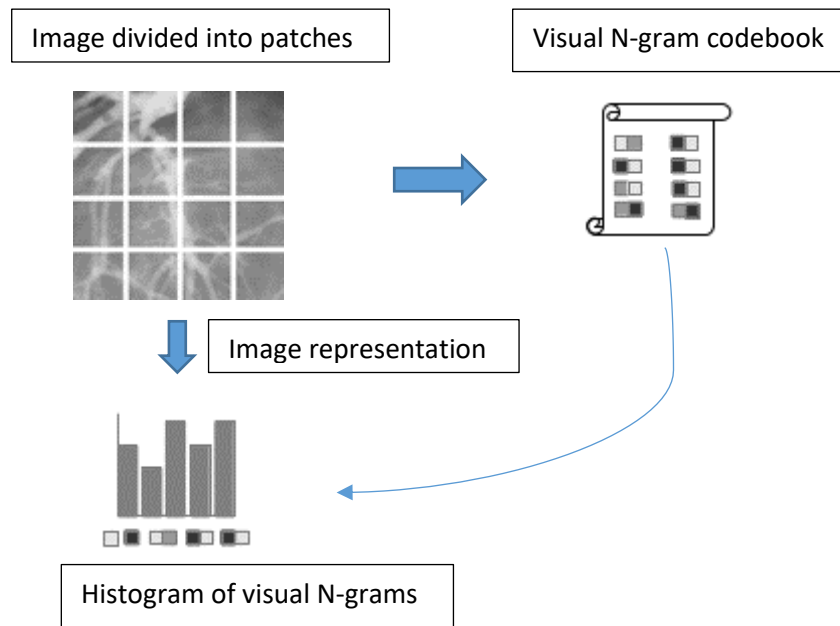 Image divided into patches
Visual N-gram codebook
Image representation
Histogram of visual N-grams